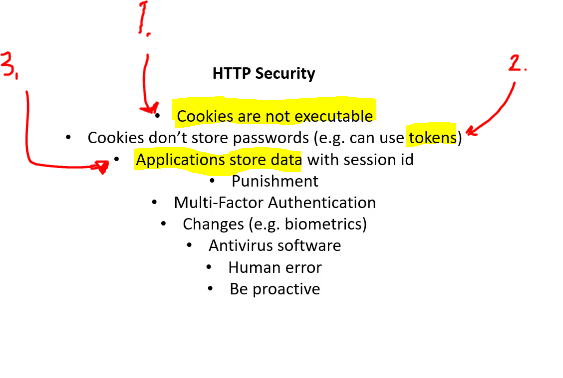 1.
3.
2.
HTTP Security
• Cookies are not executable
• Cookies don't store passwords (e.g. can use tokens)
• Applications store data with session id
• Punishment
• Multi-Factor Authentication
• Changes (e.g. biometrics)
• Antivirus software
• Human error
• Be proactive